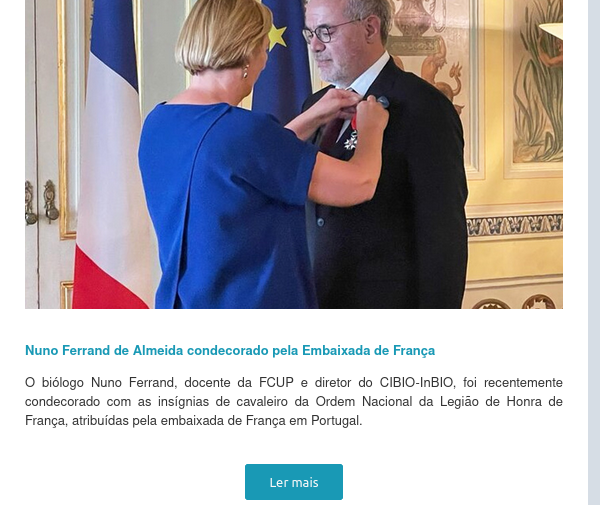 Nuno Ferrand de Almeida condecorado pela Embaixada de França
O biólogo Nuno Ferrand, docente da FCUP e diretor do CIBIO-InBIO, foi recentemente
condecorado com as insígnias de cavaleiro da Ordem Nacional da Legião de Honra de
França, atribuídas pela embaixada de França em Portugal.
Ler mais